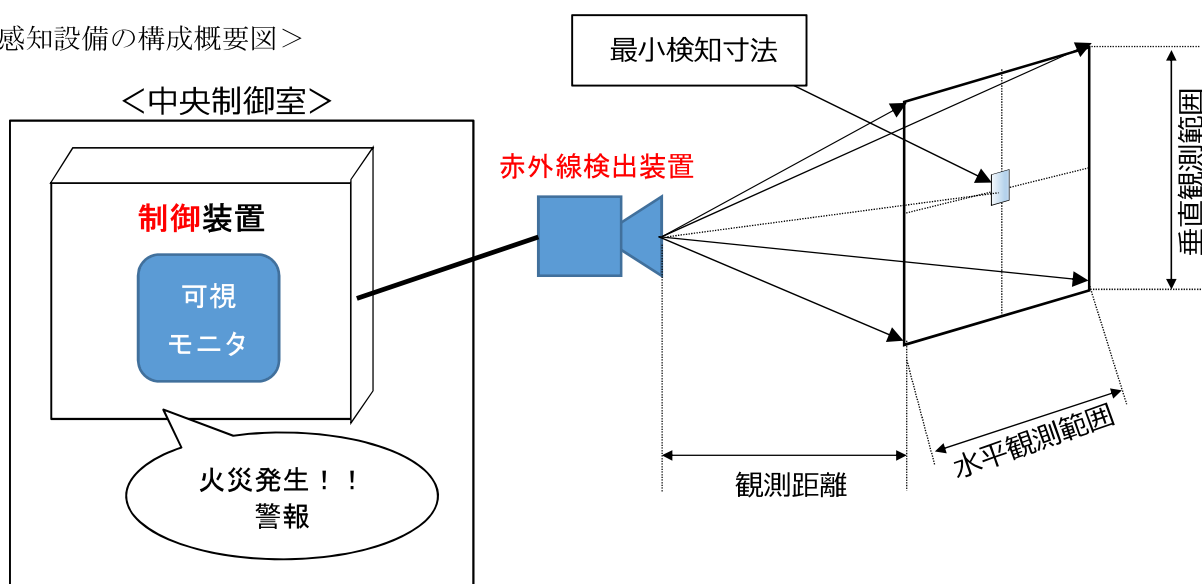 感知設備の構成概要図＞
最小検知寸法
＜中央制御室＞
赤外線検出装置
制御装置
可視
モニタ
垂直観測範囲
水平観測範囲
観測距離
火災発生！！
警報